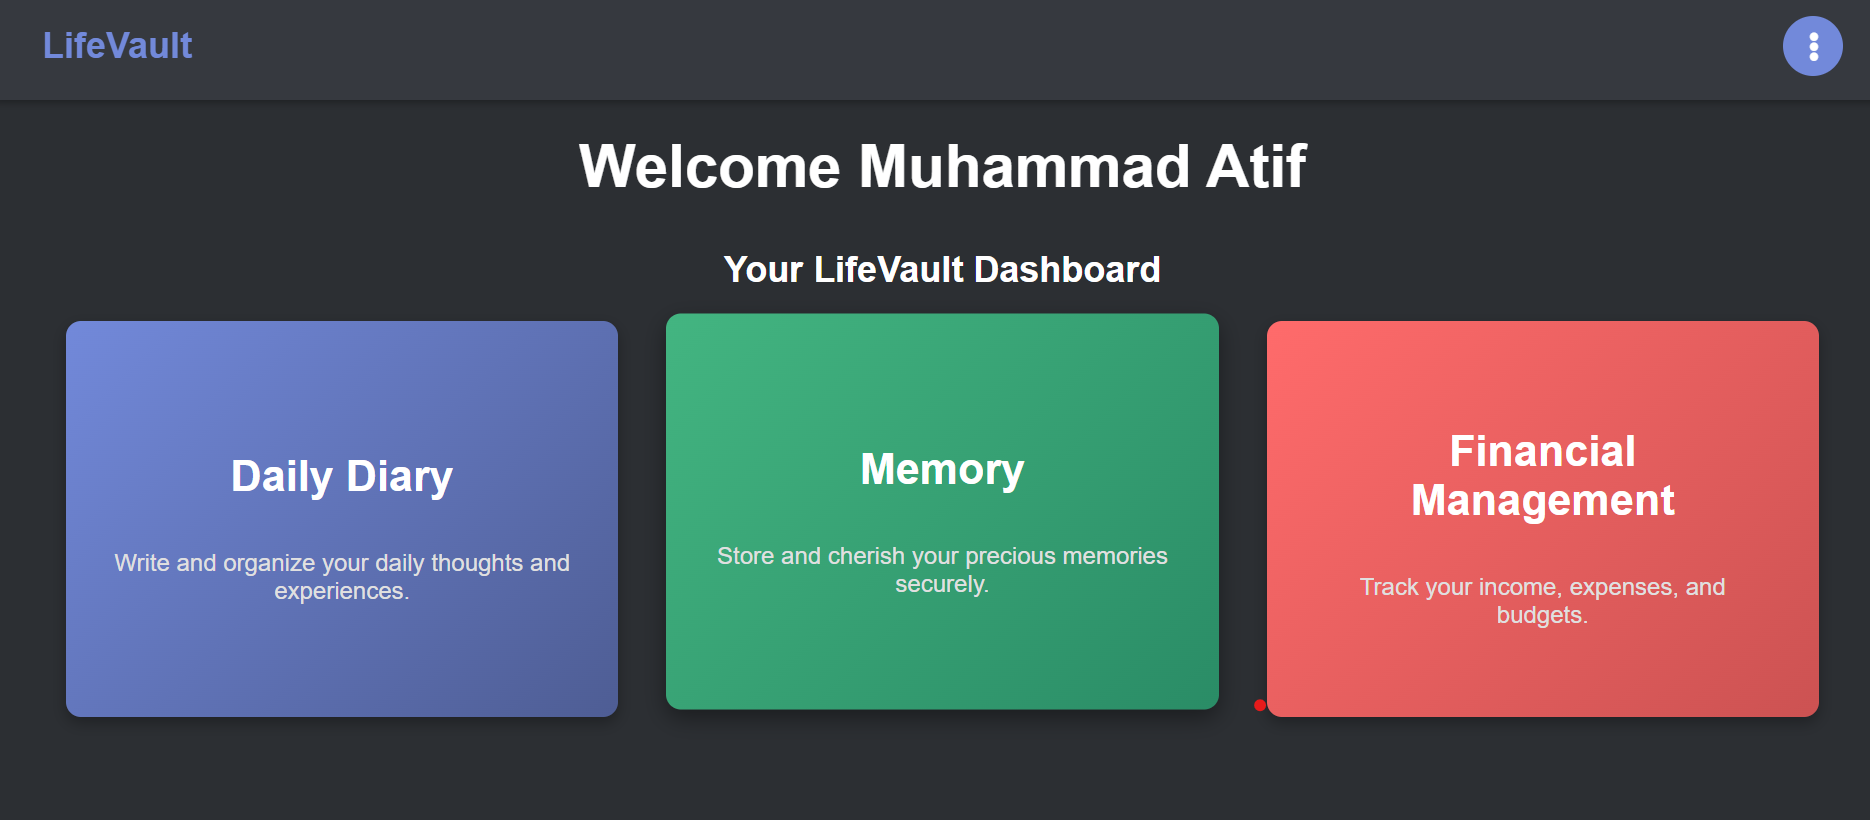 LifeVault
Welcome Muhammad Atif
Your LifeVault Dashboard
Daily Diary
Write and organize your daily thoughts and
experiences.
Memory
Store and cherish your precious memories
securely.
Financial
Management
Track your income, expenses, and
budgets.